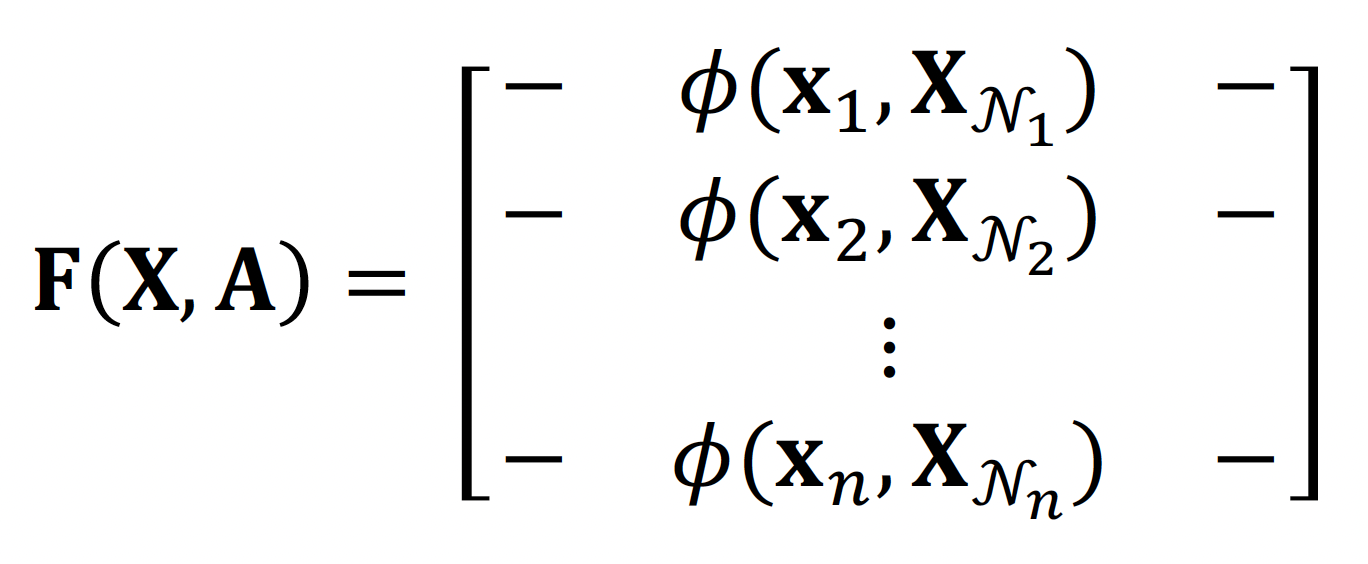 − ϕ(𝐱₁, 𝐗_𝒩₁) −
− ϕ(𝐱₂, 𝐗_𝒩₂) −
𝐅(𝐗, 𝐀) =
⋮
− ϕ(𝐱ₙ, 𝐗_𝒩ₙ) −